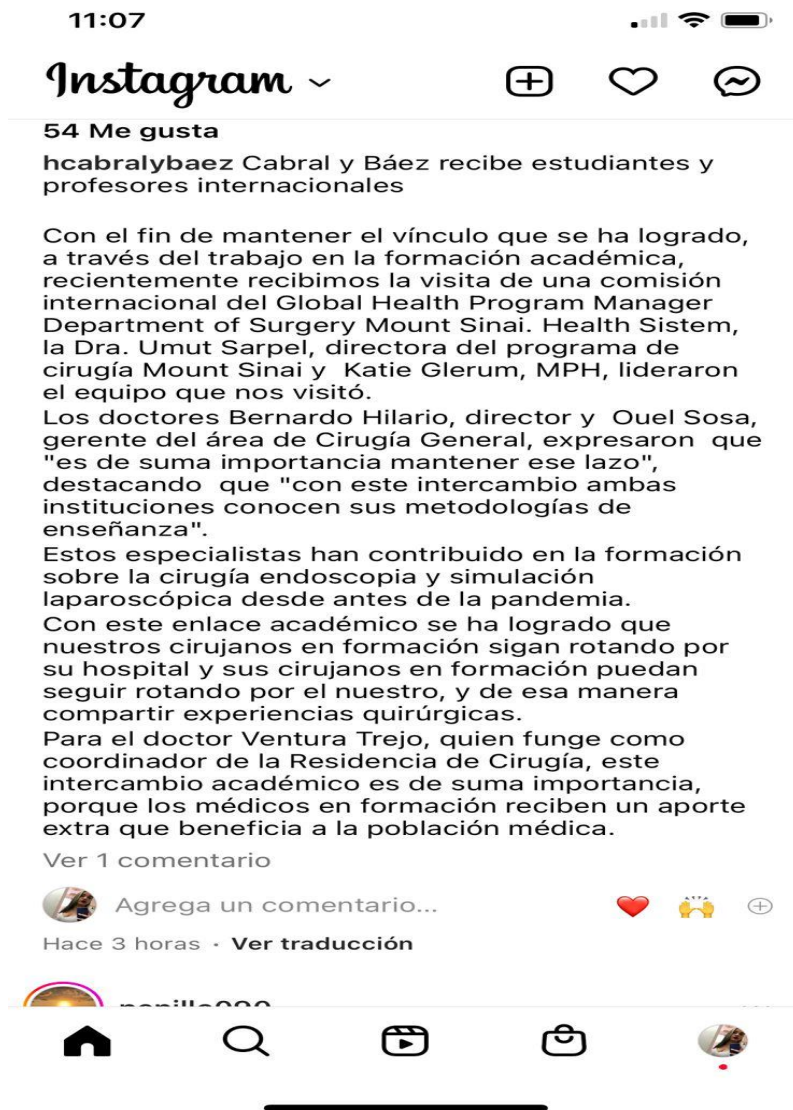 11:07
Instagram
54 Me gusta
hcabralybaez Cabral y Báez recibe estudiantes y
profesores internacionales
Con el fin de mantener el vínculo que se ha logrado,
a través del trabajo en la formación académica,
recientemente recibimos la visita de una comisión
internacional del Global Health Program Manager
Department of Surgery Mount Sinai. Health Sistem,
la Dra. Umut Sarpel, directora del programa de
cirugía Mount Sinai y Katie Glerum, MPH, lideraron
el equipo que nos visitó.
Los doctores Bernardo Hilario, director y Ouel Sosa,
gerente del área de Cirugía General, expresaron que
"es de suma importancia mantener ese lazo",
destacando que "con este intercambio ambas
instituciones conocen sus metodologías de
enseñanza".
Estos especialistas han contribuido en la formación
sobre la cirugía endoscopia y simulación
laparoscópica desde antes de la pandemia.
Con este enlace académico se ha logrado que
nuestros cirujanos en formación sigan rotando por
su hospital y sus cirujanos en formación puedan
seguir rotando por el nuestro, y de esa manera
compartir experiencias quirúrgicas.
Para el doctor Ventura Trejo, quien funge como
coordinador de la Residencia de Cirugía, este
intercambio académico es de suma importancia,
porque los médicos en formación reciben un aporte
extra que beneficia a la población médica.
Ver 1 comentario
Agrega un comentario...
Hace 3 horas · Ver traducción